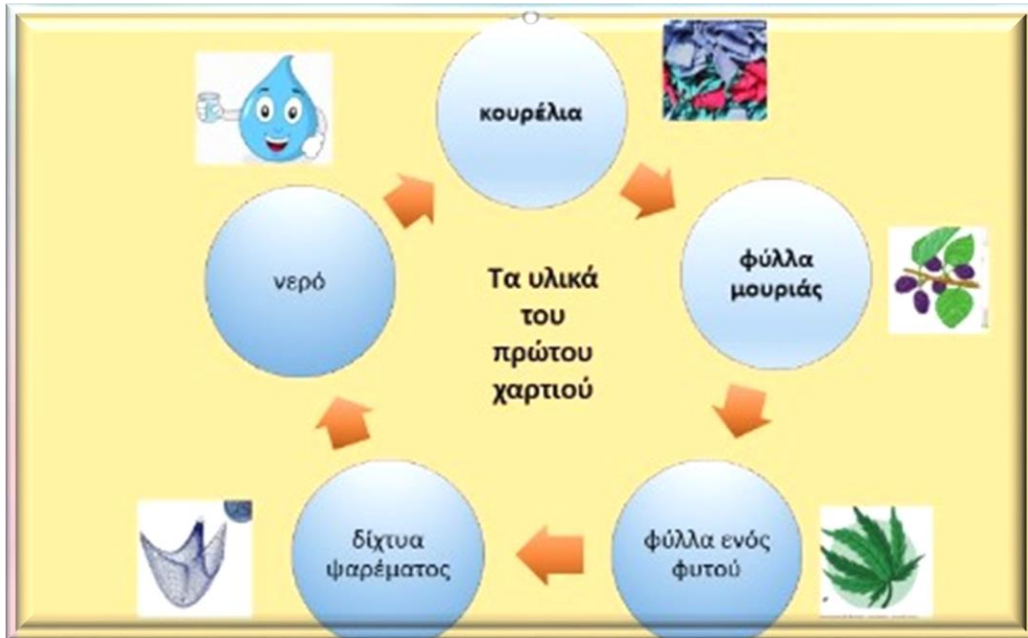 κουρέλια
φύλλα
μουριάς
φύλλα ενός
φυτού
δίχτυα
ψαρέματος
νερό
Τα υλικά
του
πρώτου
χαρτιού